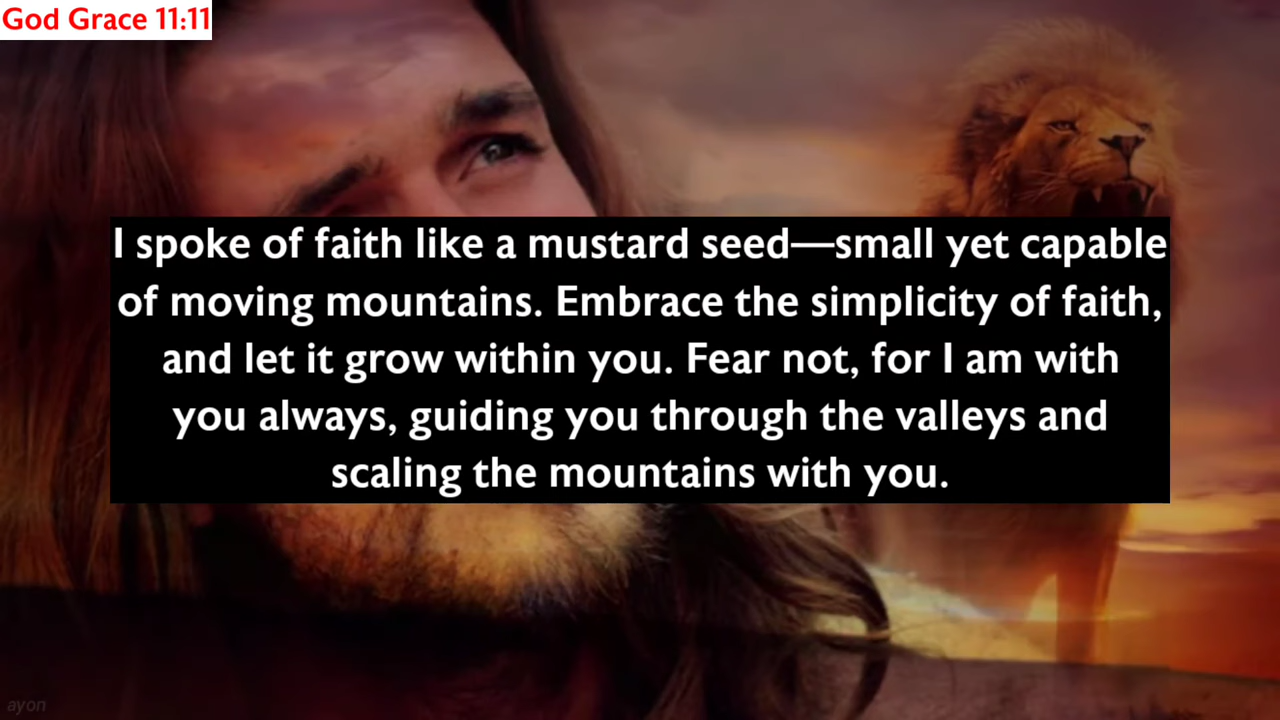 God Grace 11:11
I spoke of faith like a mustard seed—small yet capable
of moving mountains. Embrace the simplicity of faith,
and let it grow within you. Fear not, for I am with
you always, guiding you through the valleys and
scaling the mountains with you.
ayon